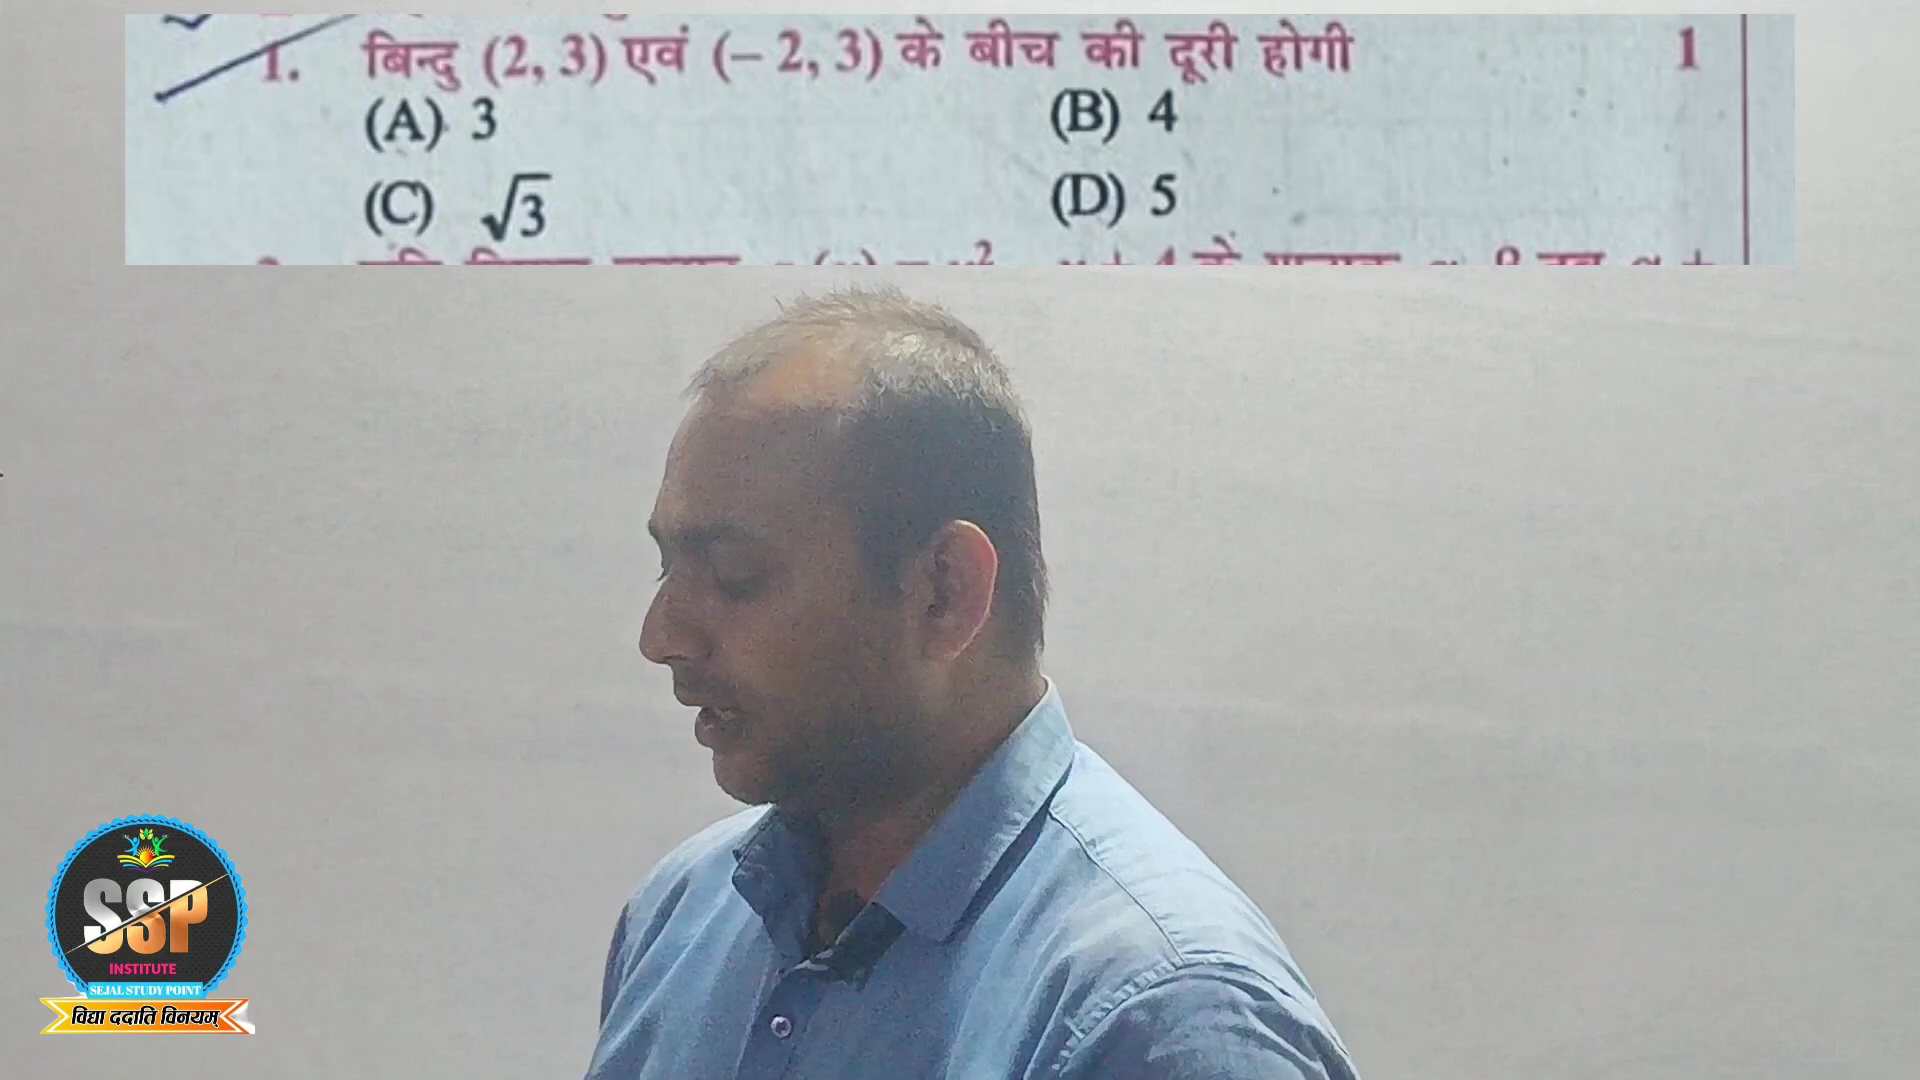 1. बिन्दु (2, 3) एवं (– 2, 3) के बीच की दूरी होगी 1
(A) 3 (B) 4
(C) √3 (D) 5
SSP
INSTITUTE
SEJAL STUDY POINT
विद्या ददाति विनयम्